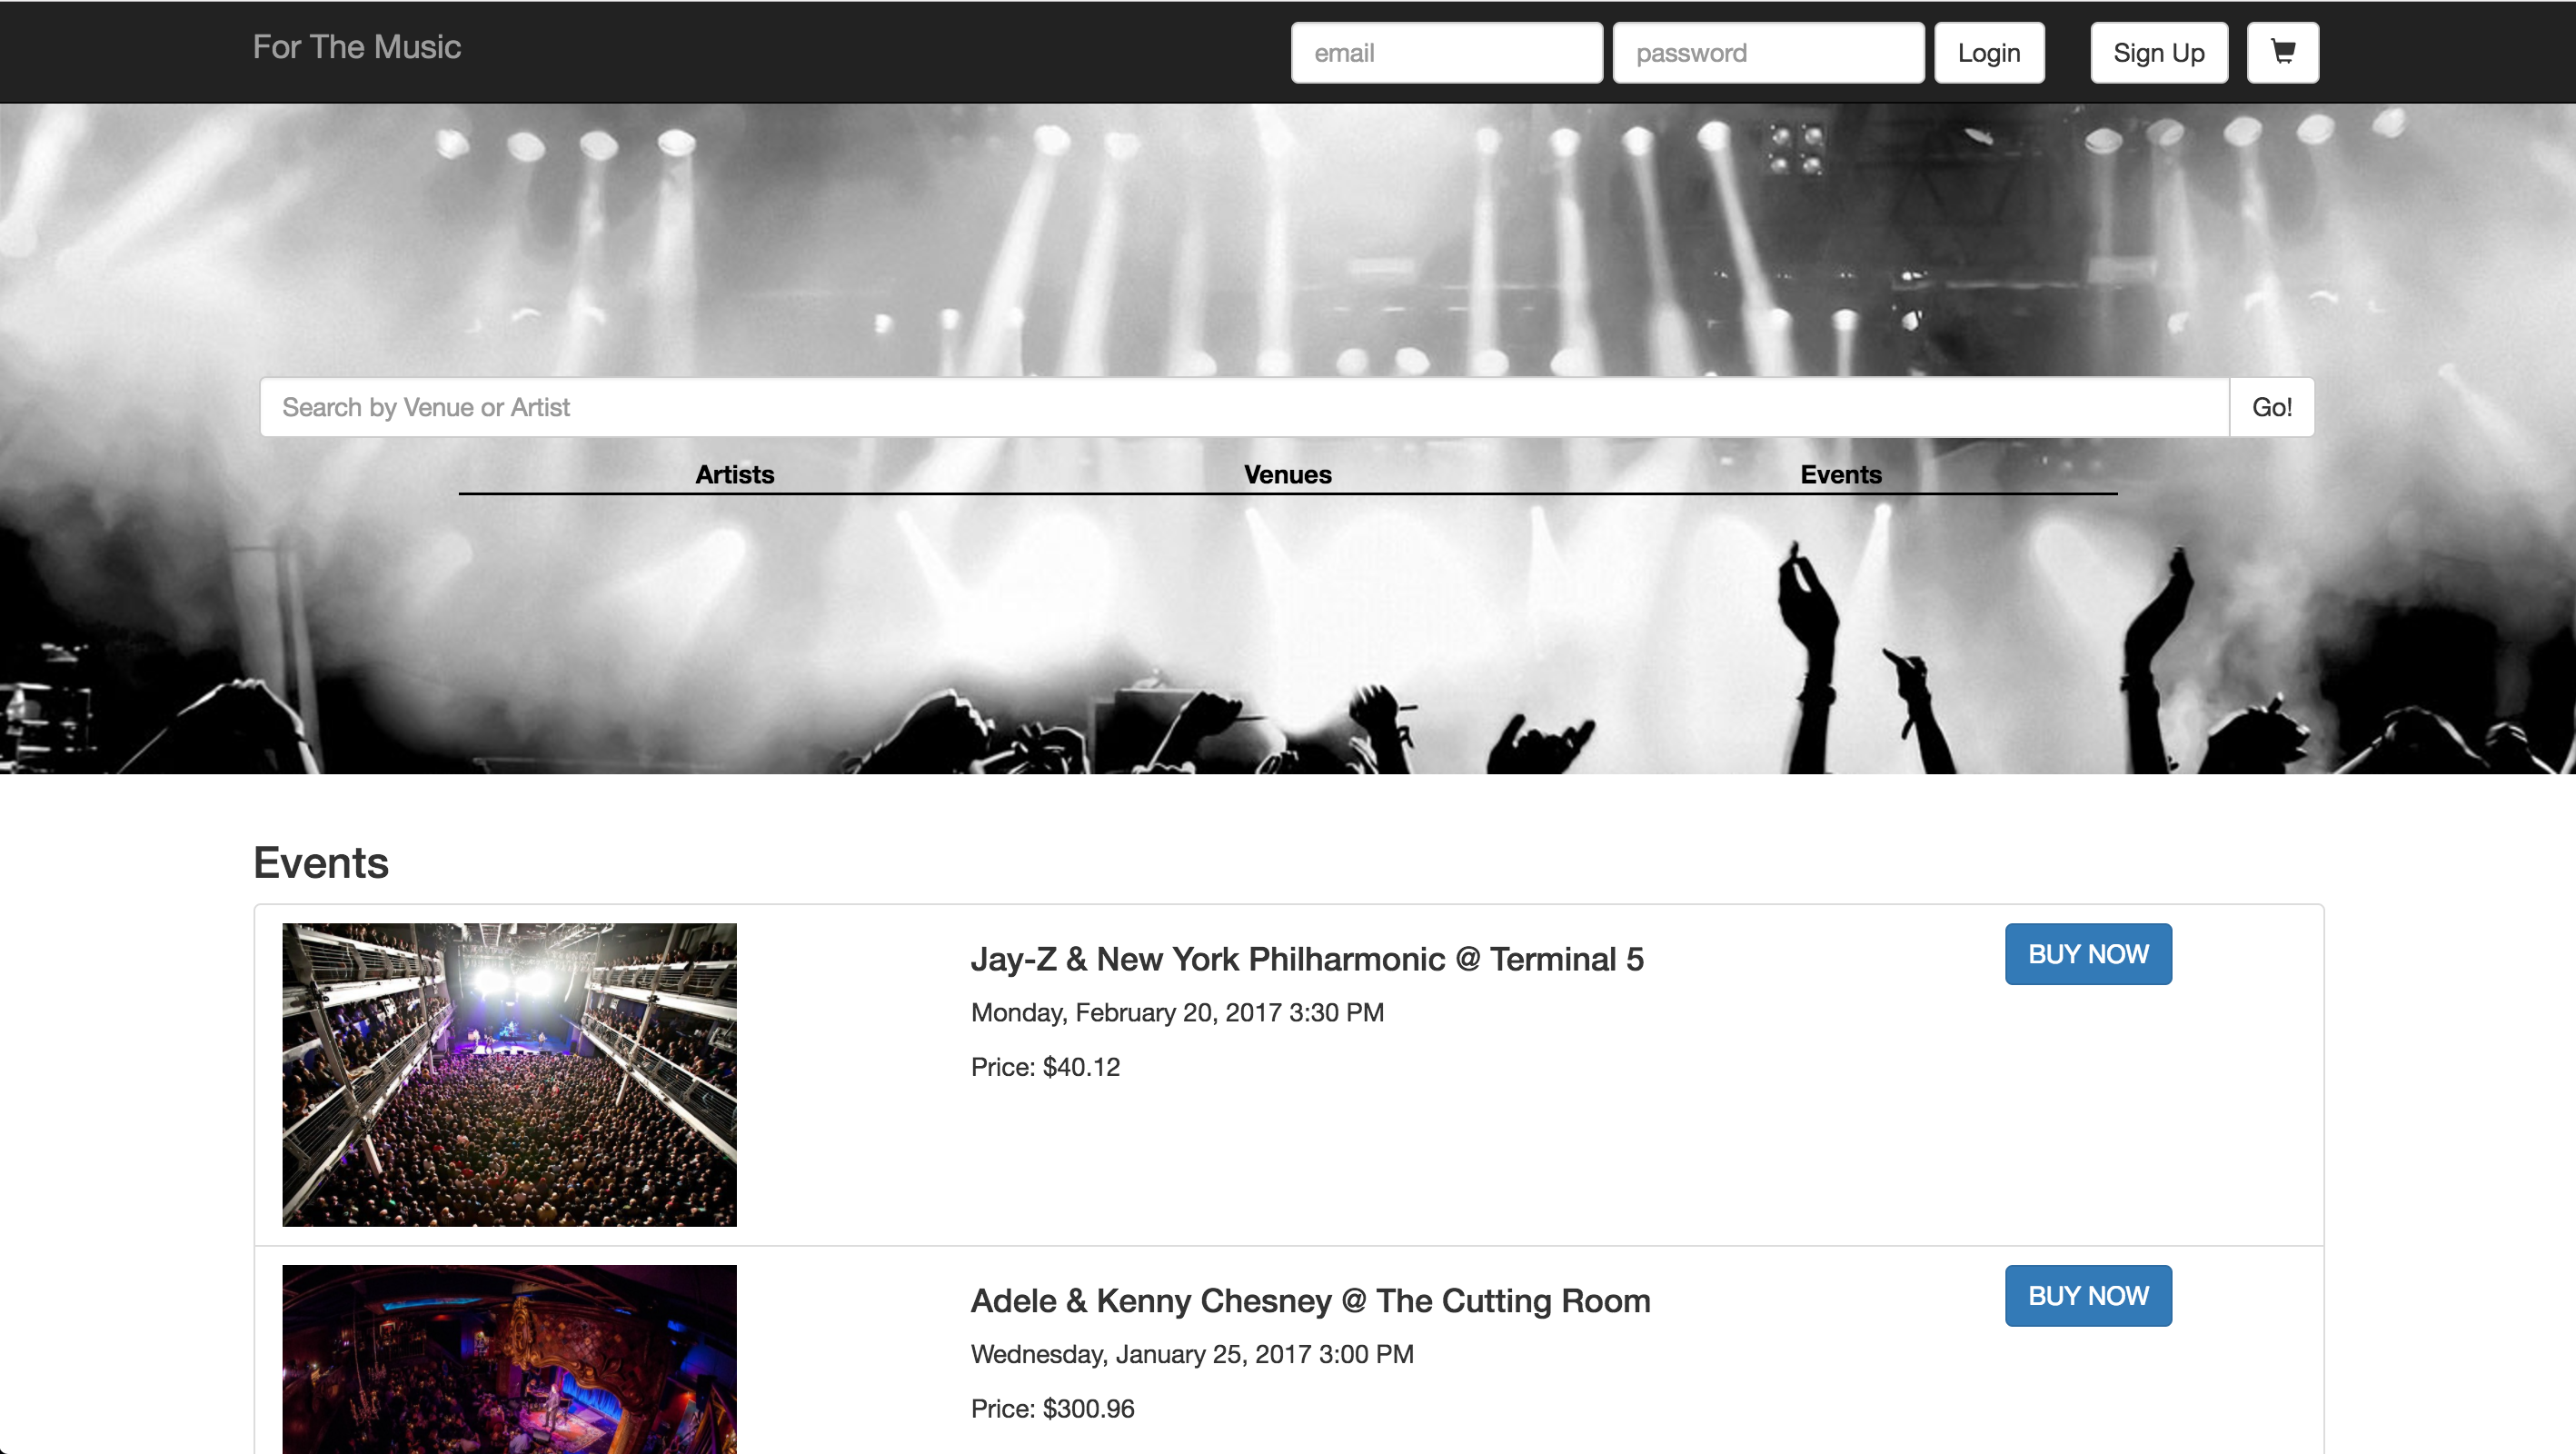 For The Music
email
password
Login
Sign Up
Search by Venue or Artist
Go!
Artists
Venues
Events
Events
Jay-Z & New York Philharmonic @ Terminal 5
BUY NOW
Monday, February 20, 2017 3:30 PM
Price: $40.12
Adele & Kenny Chesney @ The Cutting Room
BUY NOW
Wednesday, January 25, 2017 3:00 PM
Price: $300.96